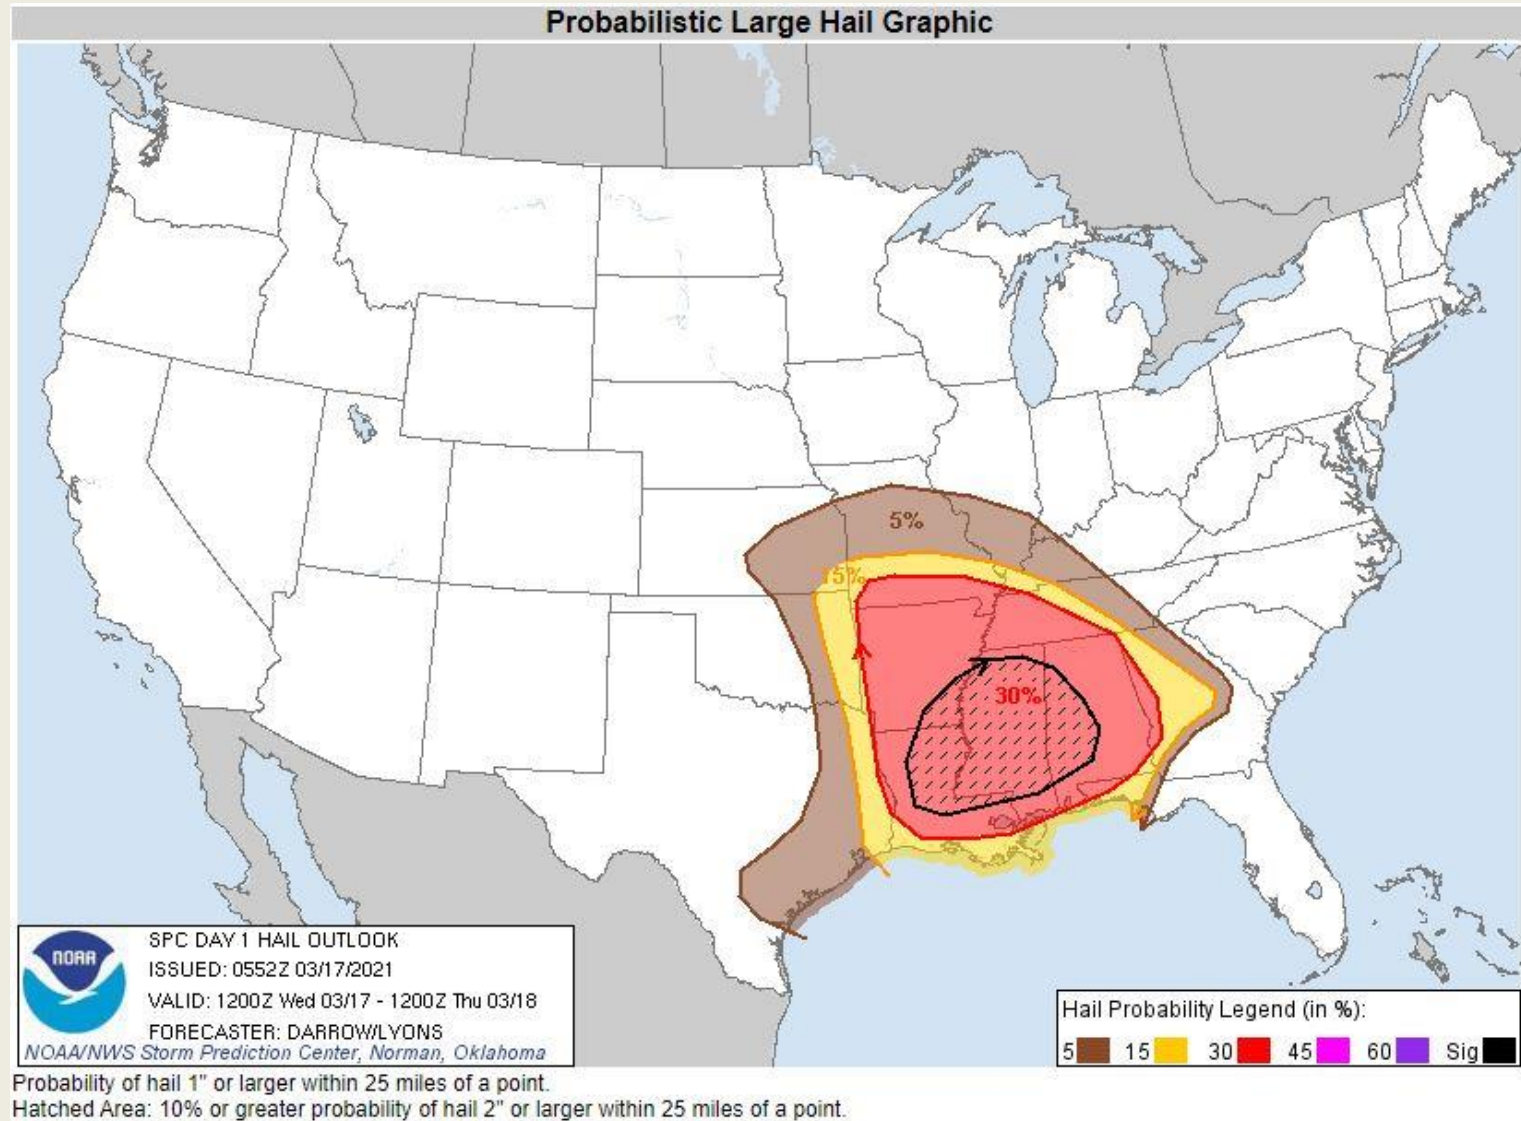 Probabilistic Large Hail Graphic
5%
15%
30%
NOAA
SPC DAY 1 HAIL OUTLOOK
ISSUED: 0552Z 03/17/2021
VALID: 1200Z Wed 03/17 - 1200Z Thu 03/18
FORECASTER: DARROW/LYONS
NOAA/NWS Storm Prediction Center, Norman, Oklahoma
Hail Probability Legend (in %):
5 15 30 45 60 Sig
Probability of hail 1" or larger within 25 miles of a point.
Hatched Area: 10% or greater probability of hail 2" or larger within 25 miles of a point.